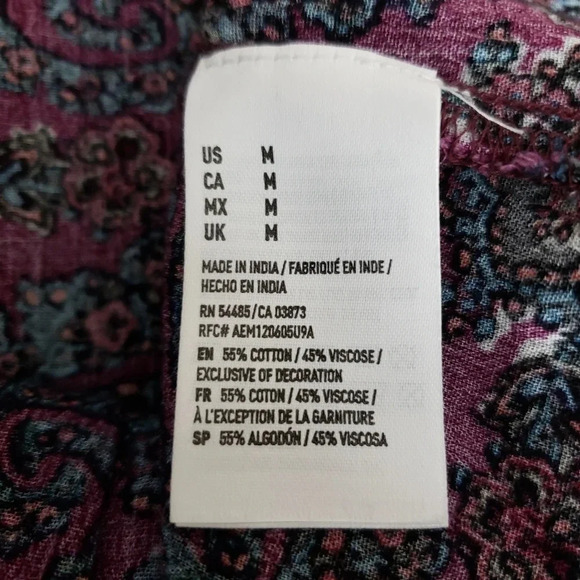 US M
CA M
MX M
UK M
MADE IN INDIA / FABRIQUÉ EN INDE /
HECHO EN INDIA
RN 54485 / CA 03873
RFC# AEM120605U9A
EN 55% COTTON / 45% VISCOSE /
EXCLUSIVE OF DECORATION
FR 55% COTON / 45% VISCOSE /
À L'EXCEPTION DE LA GARNITURE
SP 55% ALGODÓN / 45% VISCOSA